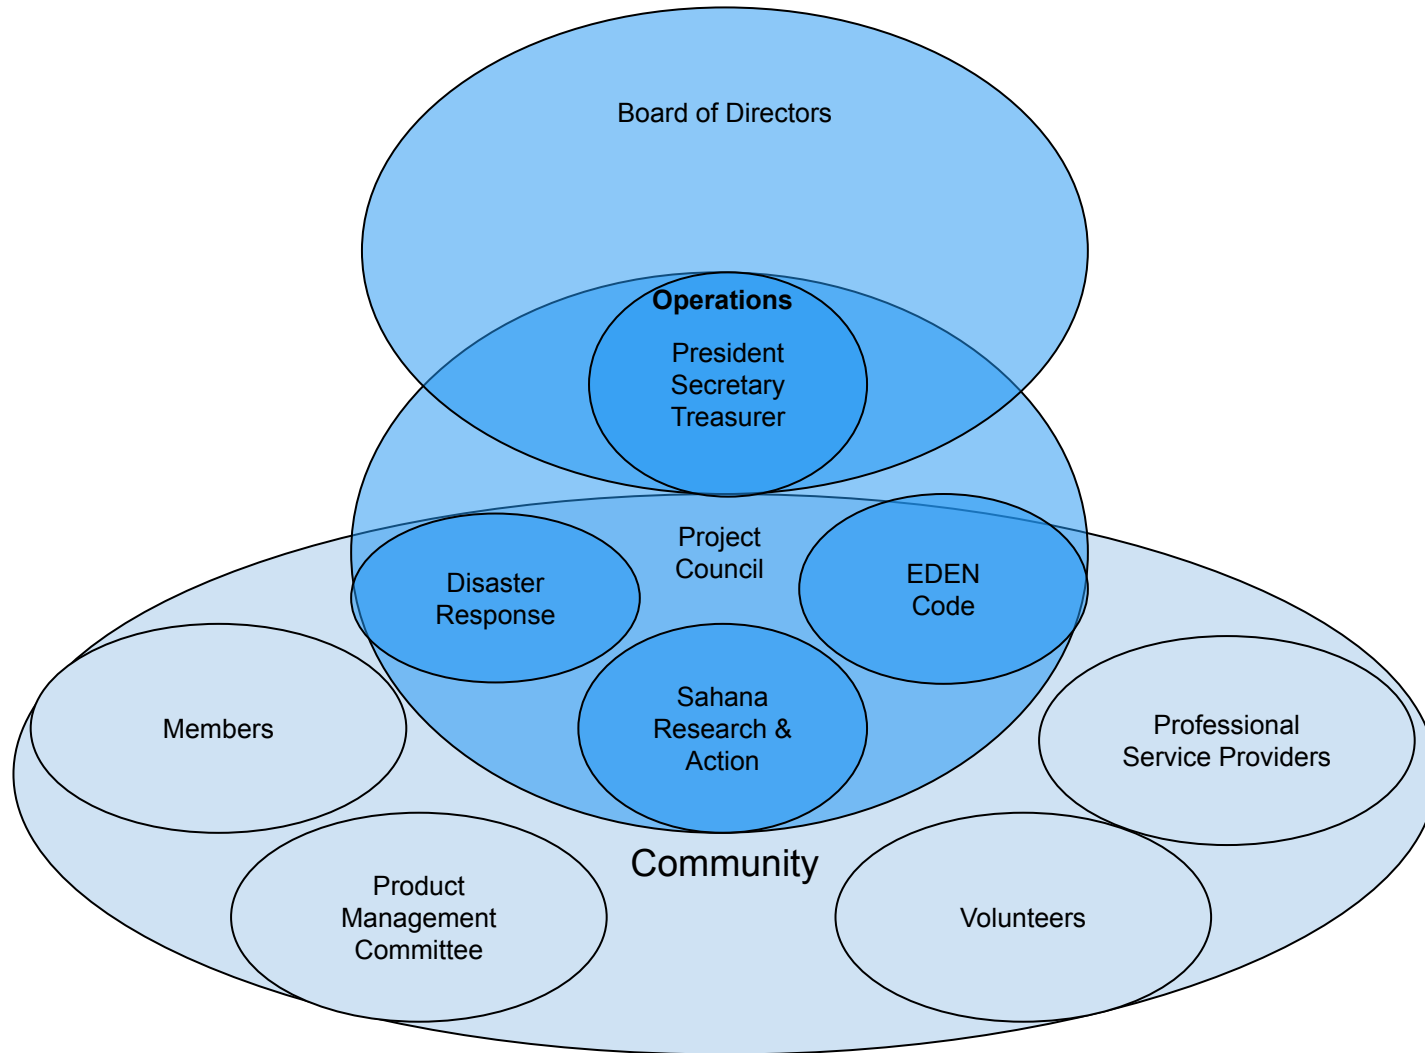 Board of Directors
Operations
President
Secretary
Treasurer
Project
Council
Disaster
Response
EDEN
Code
Sahana
Research &
Action
Members
Professional
Service Providers
Community
Product
Management
Committee
Volunteers